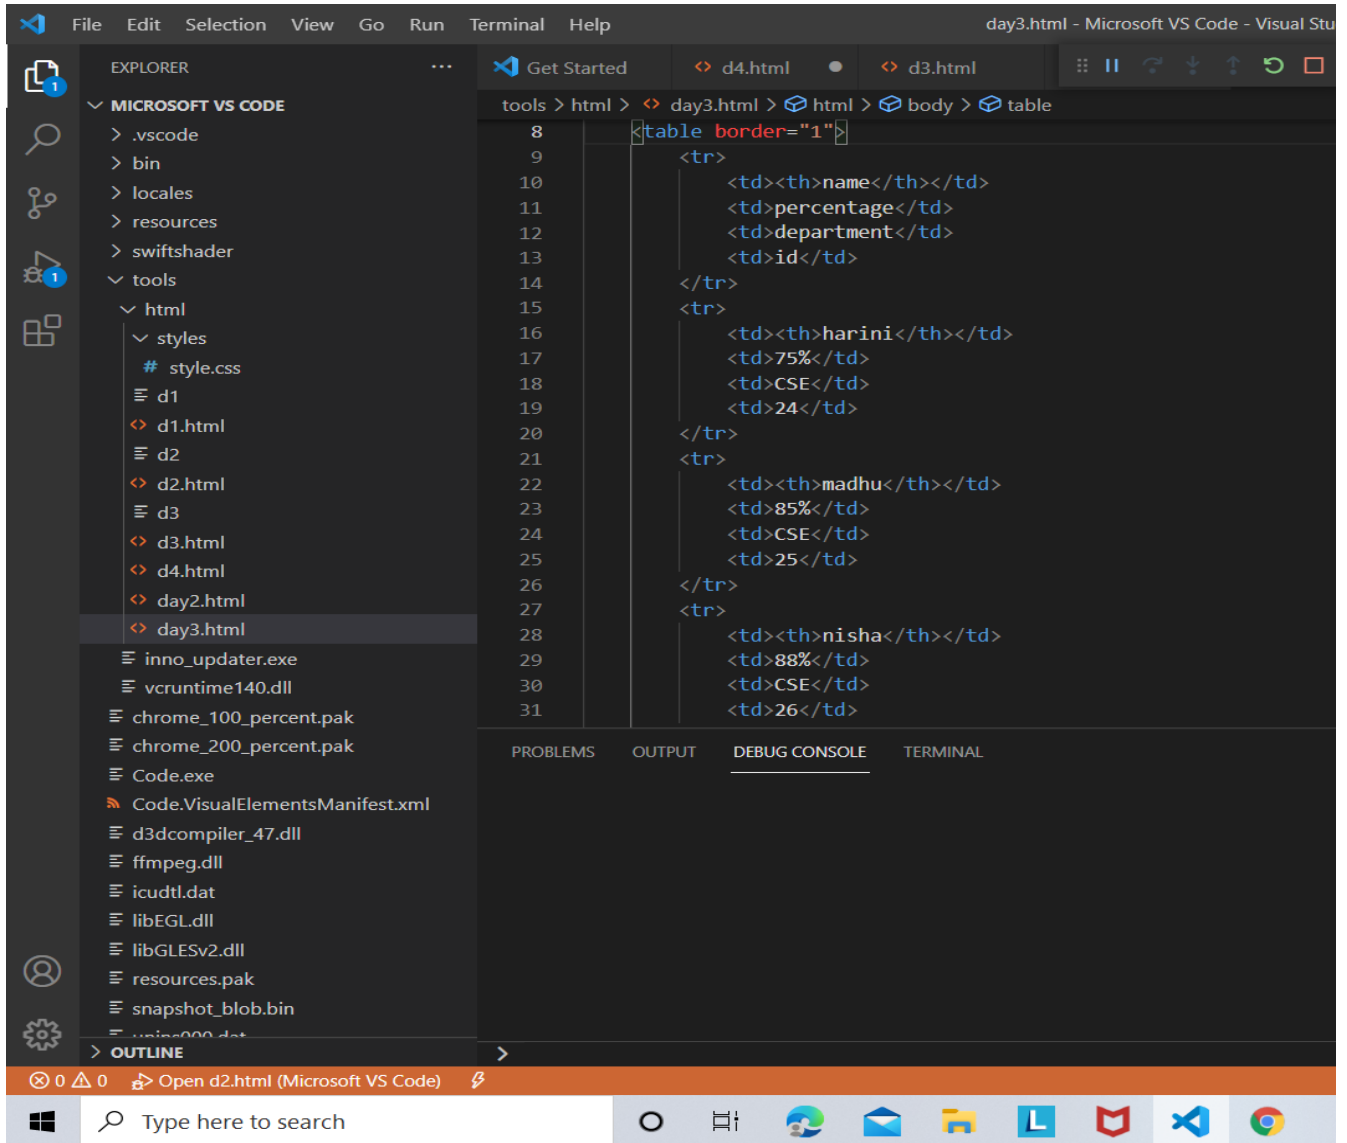 File Edit Selection View Go Run Terminal Help day3.html - Microsoft VS Code - Visual Stu
EXPLORER ···
Get Started d4.html d3.html
MICROSOFT VS CODE
tools > html > day3.html > html > body > table
.vscode
bin
locales
resources
swiftshader
tools
html
styles
# style.css
d1
d1.html
d2
d2.html
d3
d3.html
d4.html
day2.html
day3.html
inno_updater.exe
vcruntime140.dll
chrome_100_percent.pak
chrome_200_percent.pak
Code.exe
Code.VisualElementsManifest.xml
d3dcompiler_47.dll
ffmpeg.dll
icudtl.dat
libEGL.dll
libGLESv2.dll
resources.pak
snapshot_blob.bin
OUTLINE
8 <table border="1">
9 <tr>
10 <td><th>name</th></td>
11 <td>percentage</td>
12 <td>department</td>
13 <td>id</td>
14 </tr>
15 <tr>
16 <td><th>harini</th></td>
17 <td>75%</td>
18 <td>CSE</td>
19 <td>24</td>
20 </tr>
21 <tr>
22 <td><th>madhu</th></td>
23 <td>85%</td>
24 <td>CSE</td>
25 <td>25</td>
26 </tr>
27 <tr>
28 <td><th>nisha</th></td>
29 <td>88%</td>
30 <td>CSE</td>
31 <td>26</td>
PROBLEMS OUTPUT DEBUG CONSOLE TERMINAL
>
1
1
0 0 Open d2.html (Microsoft VS Code)
Type here to search
L